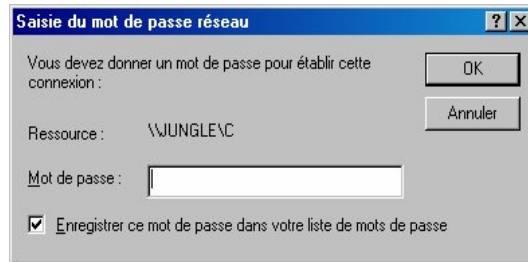 Saisie du mot de passe réseau
Vous devez donner un mot de passe pour établir cette
connexion :
OK
Annuler
Ressource : \\JUNGLE\C
Mot de passe :
Enregistrer ce mot de passe dans votre liste de mots de passe